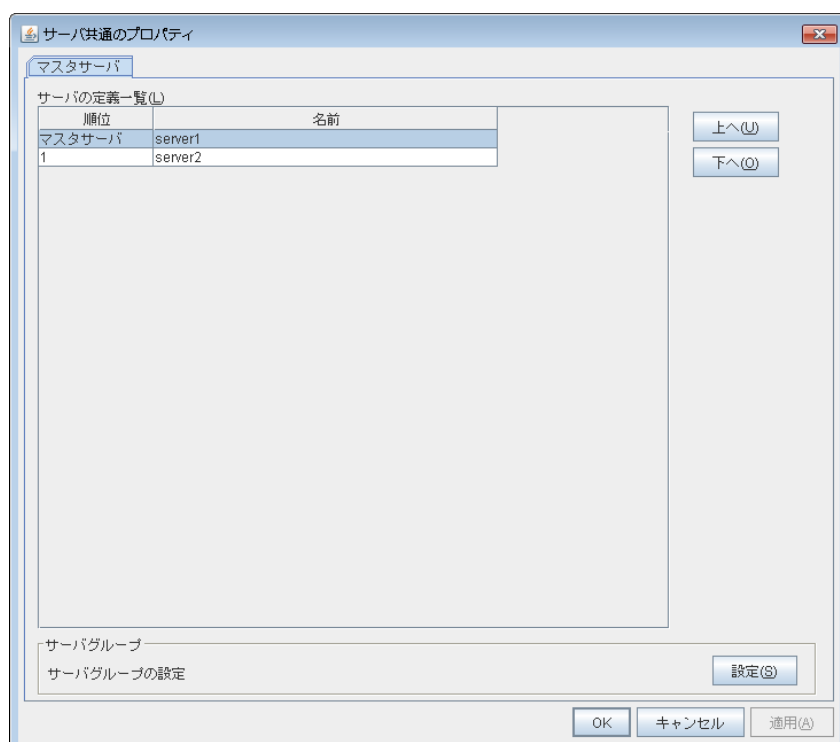 サーバ共通のプロパティ
マスタサーバ
サーバの定義一覧(L)
順位 名前
マスタサーバ server1
1 server2
上へ(U)
下へ(O)
サーバグループ
サーバグループの設定
設定(S)
OK キャンセル 適用(A)